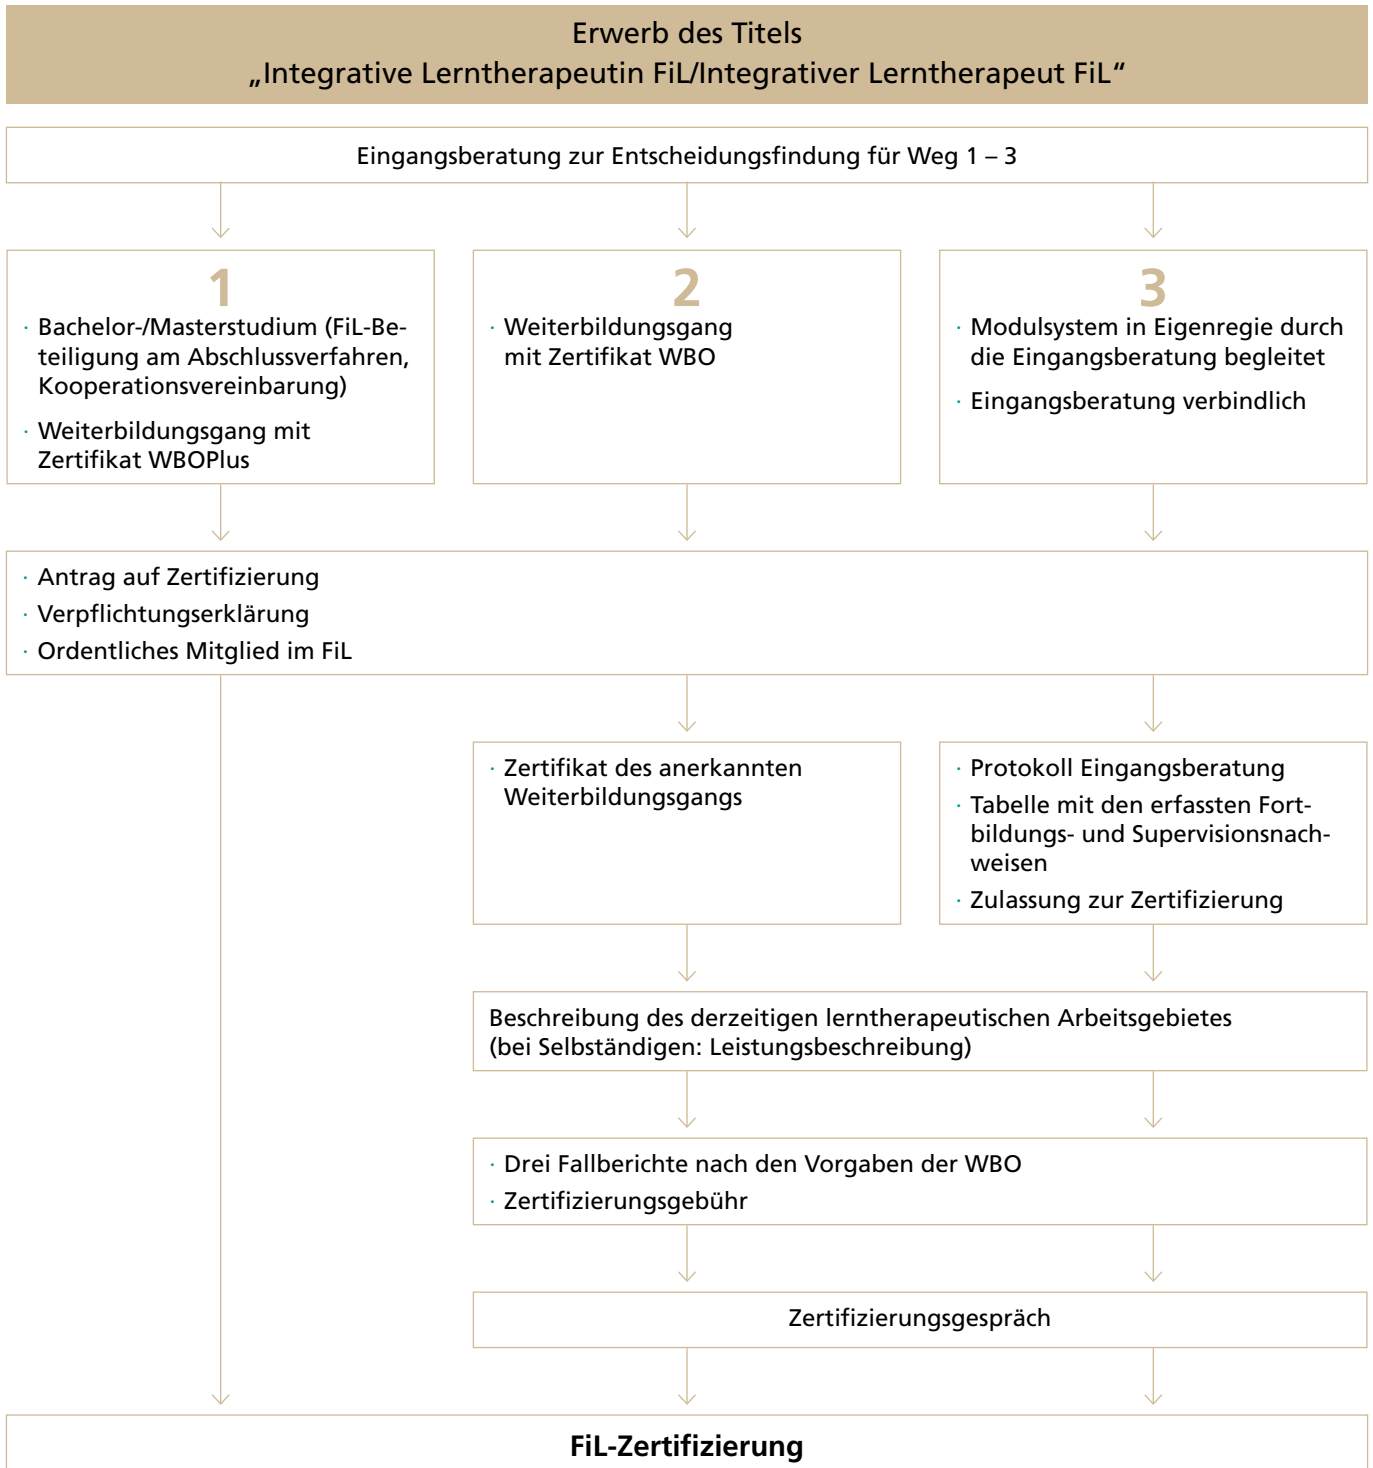 Erwerb des Titels
„Integrative Lerntherapeutin FiL/Integrativer Lerntherapeut FiL“
Eingangsberatung zur Entscheidungsfindung für Weg 1 – 3
1
· Bachelor-/Masterstudium (FiL-Be-
teiligung am Abschlussverfahren,
Kooperationsvereinbarung)
· Weiterbildungsgang mit
Zertifikat WBOPlus
2
· Weiterbildungsgang
mit Zertifikat WBO
3
· Modulsystem in Eigenregie durch
die Eingangsberatung begleitet
· Eingangsberatung verbindlich
· Antrag auf Zertifizierung
· Verpflichtungserklärung
· Ordentliches Mitglied im FiL
· Zertifikat des anerkannten
Weiterbildungsgangs
· Protokoll Eingangsberatung
· Tabelle mit den erfassten Fort-
bildungs- und Supervisionsnach-
weisen
· Zulassung zur Zertifizierung
Beschreibung des derzeitigen lerntherapeutischen Arbeitsgebietes
(bei Selbständigen: Leistungsbeschreibung)
· Drei Fallberichte nach den Vorgaben der WBO
· Zertifizierungsgebühr
Zertifizierungsgespräch
FiL-Zertifizierung